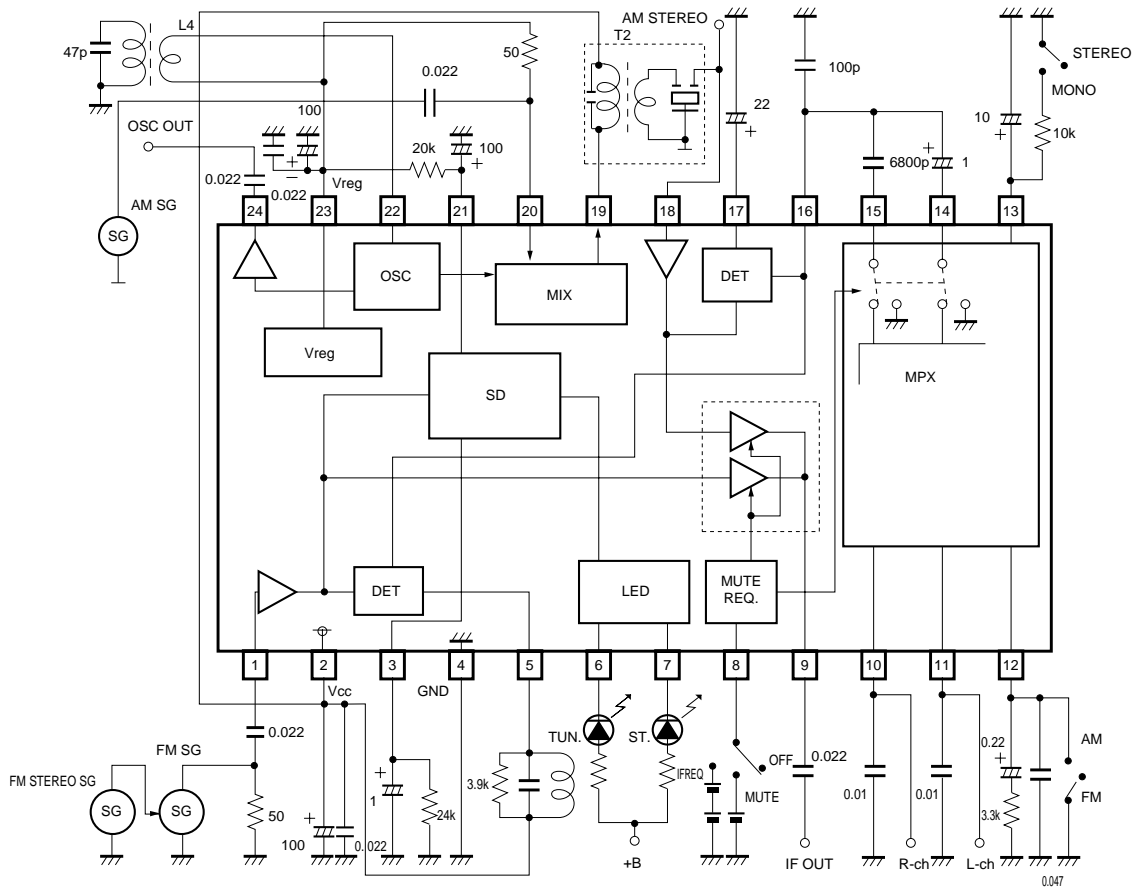 L4
AM STEREO
T2
47p
50
0.022
100p
STEREO
MONO
OSC OUT
100
22
10
10k
20k
100
6800p
1
0.022
0.022
Vreg
AM SG
SG
24
23
22
21
20
19
18
17
16
15
14
13
OSC
MIX
DET
Vreg
SD
MPX
DET
LED
MUTE
REQ.
1
2
3
4
5
6
7
8
9
10
11
12
Vcc
GND
0.022
FM SG
FM STEREO SG
SG
SG
50
100
0.022
1
24k
3.9k
TUN.
ST.
+B
IFREQ
OFF
MUTE
0.022
IF OUT
0.01
R-ch
0.01
L-ch
0.22
3.3k
0.047
AM
FM